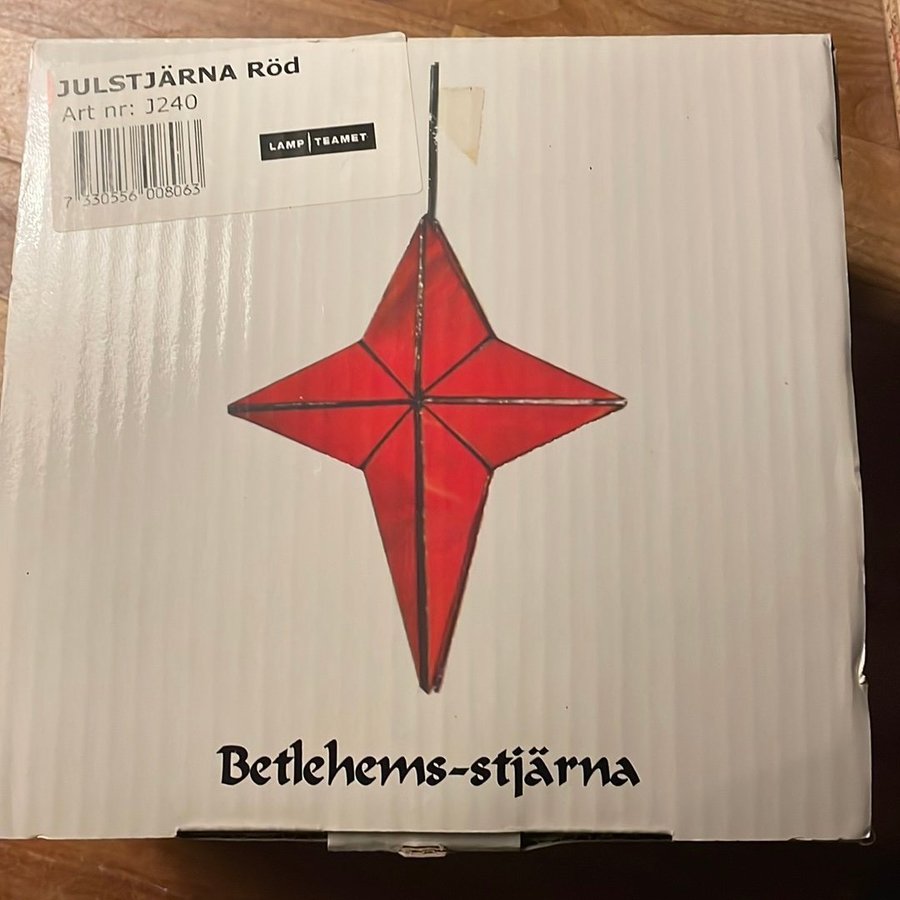 JULSTJÄRNA Röd
Art nr: J240
LAMP TEAMET
7 330556 008063
Betlehems-stjärna